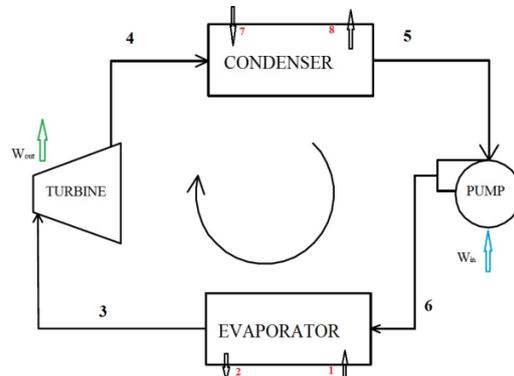 7
8
4
CONDENSER
5
Wout
TURBINE
PUMP
Win
3
6
EVAPORATOR
2
1